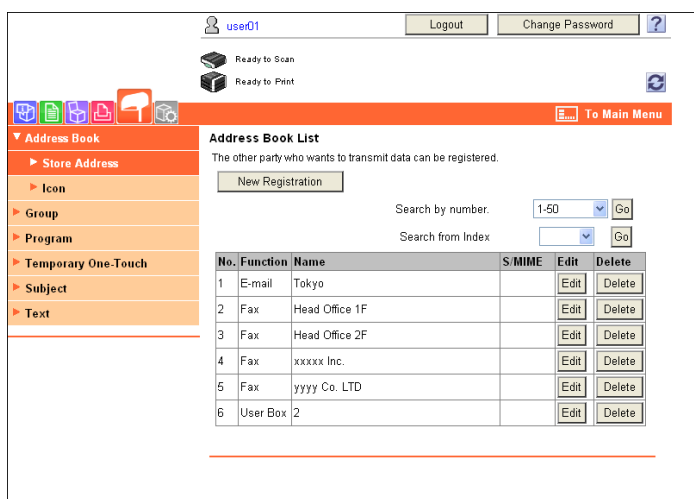 user01 Logout Change Password ?
Ready to Scan
Ready to Print
To Main Menu
Address Book
Store Address
Icon
Group
Program
Temporary One-Touch
Subject
Text
Address Book List
The other party who wants to transmit data can be registered.
New Registration
Search by number. 1-50 Go
Search from Index Go
No. Function Name S/MIME Edit Delete
1 E-mail Tokyo Edit Delete
2 Fax Head Office 1F Edit Delete
3 Fax Head Office 2F Edit Delete
4 Fax xxxxx Inc. Edit Delete
5 Fax yyyy Co. LTD Edit Delete
6 User Box 2 Edit Delete